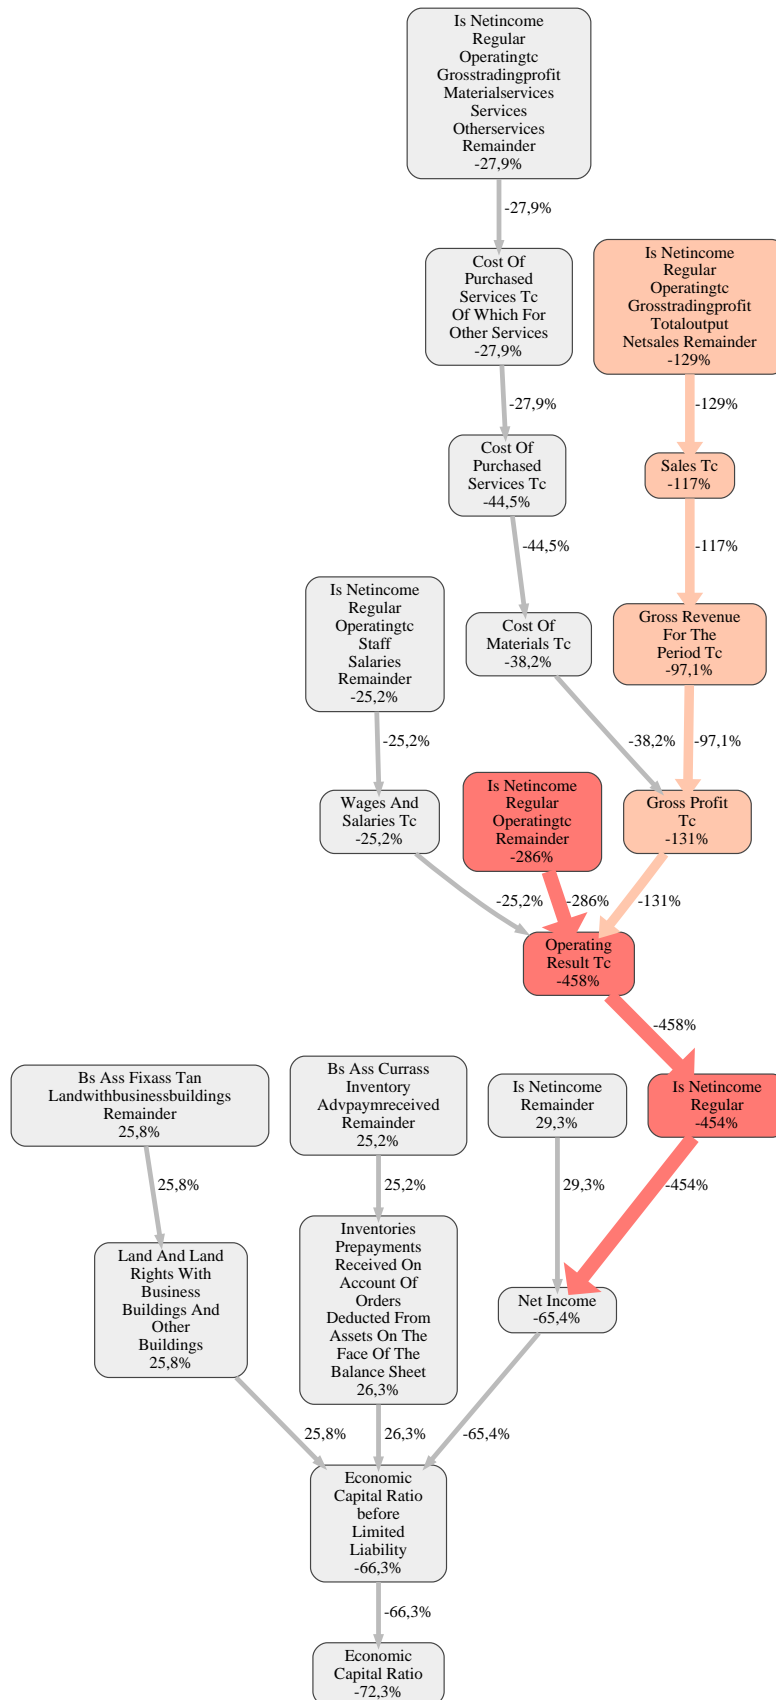 Is Netincome
Regular
Operatingtc
Grosstradingprofit
Materialservices
Services
Otherservices
Remainder
-27,9%
-27,9%
Cost Of
Purchased
Services Tc
Of Which For
Other Services
-27,9%
Is Netincome
Regular
Operatingtc
Grosstradingprofit
Totaloutput
Netsales Remainder
-129%
-27,9%
-129%
Cost Of
Purchased
Services Tc
-44,5%
Sales Tc
-117%
-44,5%
-117%
Is Netincome
Regular
Operatingtc
Staff
Salaries
Remainder
-25,2%
Cost Of
Materials Tc
-38,2%
Gross Revenue
For The
Period Tc
-97,1%
-25,2%
-38,2%
-97,1%
Wages And
Salaries Tc
-25,2%
Is Netincome
Regular
Operatingtc
Remainder
-286%
Gross Profit
Tc
-131%
-25,2%
-286%
-131%
Operating
Result Tc
-458%
-458%
Bs Ass Fixass Tan
Landwithbusinessbuildings
Remainder
25,8%
Bs Ass Currass
Inventory
Advpaymreceived
Remainder
25,2%
Is Netincome
Remainder
29,3%
Is Netincome
Regular
-454%
25,8%
25,2%
29,3%
-454%
Land And Land
Rights With
Business
Buildings And
Other
Buildings
25,8%
Inventories
Prepayments
Received On
Account Of
Orders
Deducted From
Assets On The
Face Of The
Balance Sheet
26,3%
Net Income
-65,4%
25,8%
26,3%
-65,4%
Economic
Capital Ratio
before
Limited
Liability
-66,3%
-66,3%
Economic
Capital Ratio
-72,3%